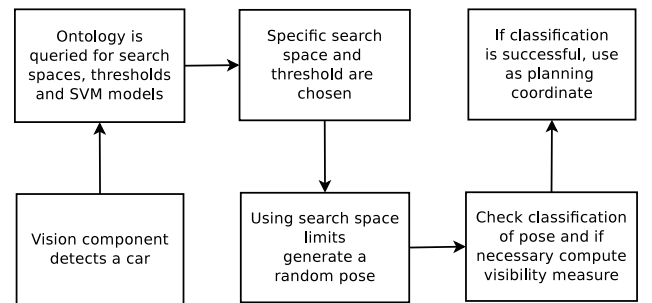 Vision component
detects a car
Ontology is
queried for search
spaces, thresholds
and SVM models
Specific search
space and
threshold are
chosen
Using search space
limits
generate a
random pose
Check classification
of pose and if
necessary compute
visibility measure
If classification
is successful, use
as planning
coordinate